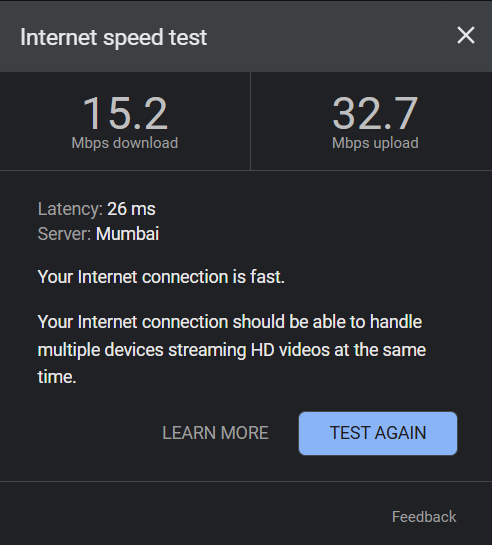 Internet speed test
15.2
Mbps download
32.7
Mbps upload
Latency: 26 ms
Server: Mumbai
Your Internet connection is fast.
Your Internet connection should be able to handle
multiple devices streaming HD videos at the same
time.
LEARN MORE
TEST AGAIN
Feedback